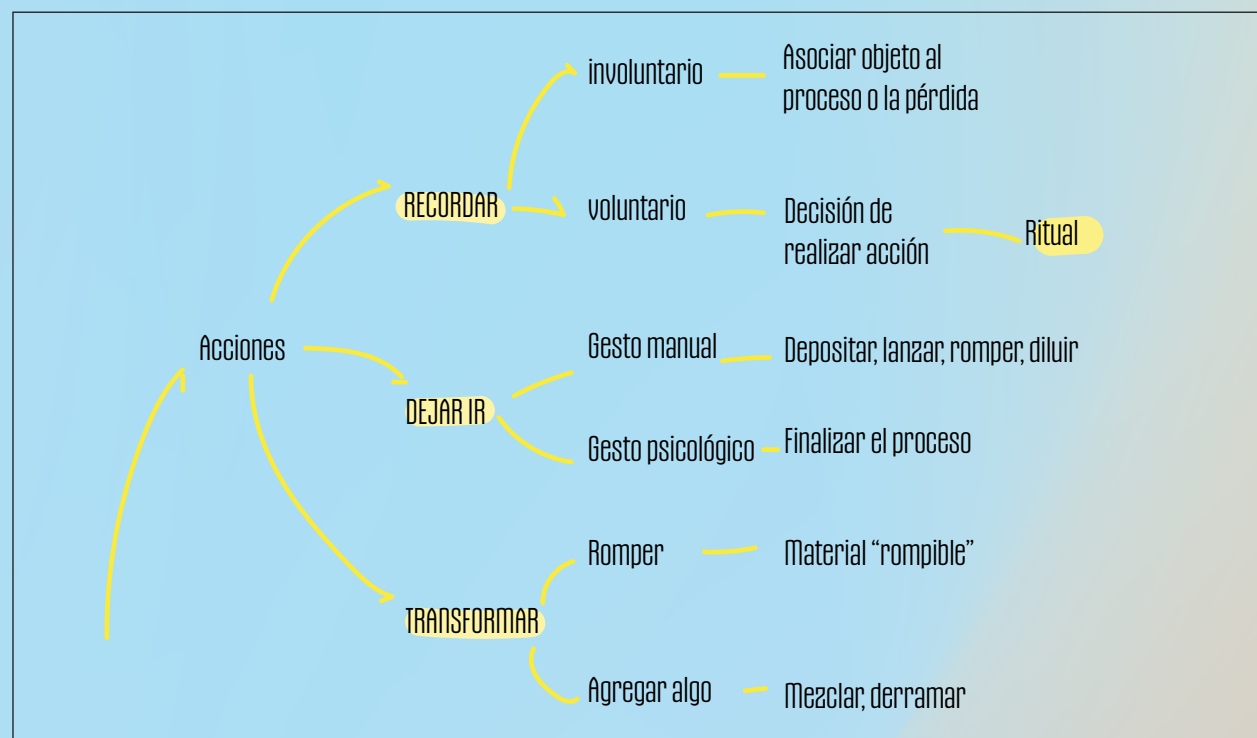 involuntario
Asociar objeto al
proceso o la pérdida
RECORDAR
voluntario
Decisión de
realizar acción
Ritual
Acciones
Gesto manual
Depositar, lanzar, romper, diluir
DEJAR IR
Gesto psicológico
Finalizar el proceso
Romper
Material “rompible”
TRANSFORMAR
Agregar algo
Mezclar, derramar